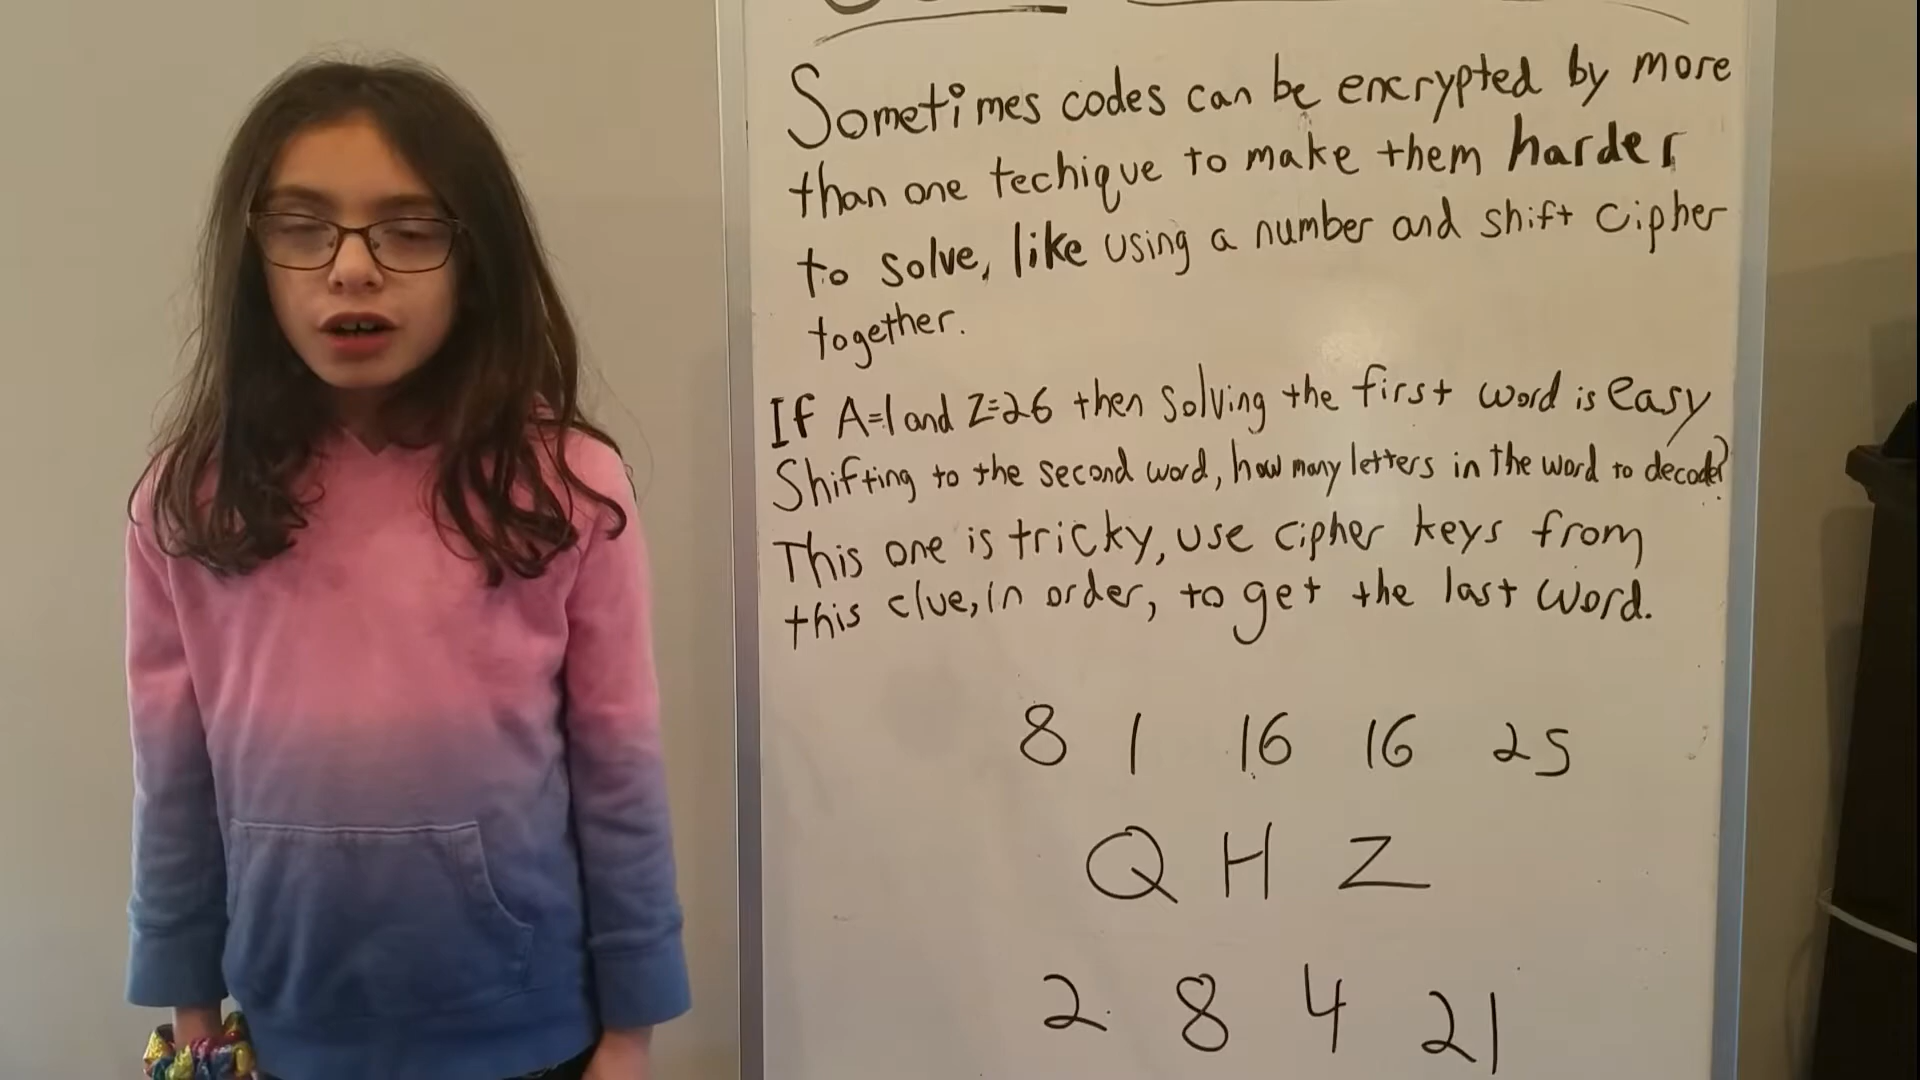 Sometimes codes can be encrypted by more
than one techique to make them harder
to solve, like using a number and shift cipher
together.
If A=1 and Z=26 then solving the first word is easy
Shifting to the second word, how many letters in the word to decode?
This one is tricky, use cipher keys from
this clue, in order, to get the last word.
8 1 16 16 25
Q H Z
2 8 4 21